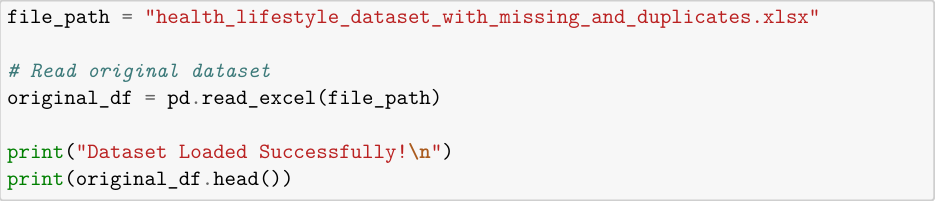 file_path = "health_lifestyle_dataset_with_missing_and_duplicates.xlsx"
# Read original dataset
original_df = pd.read_excel(file_path)
print("Dataset Loaded Successfully!\n")
print(original_df.head())